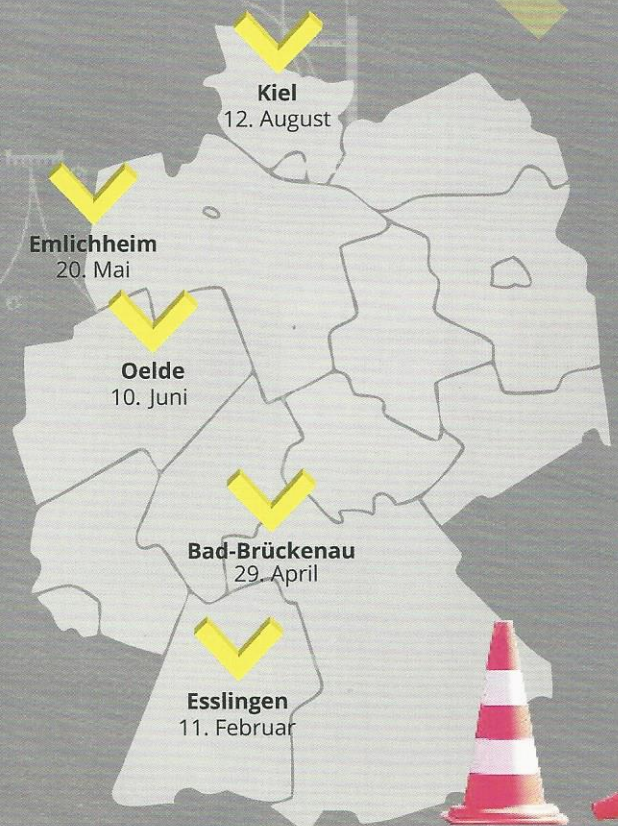 Kiel
12. August
Emlichheim
20. Mai
Oelde
10. Juni
Bad-Brückenau
29. April
Esslingen
11. Februar